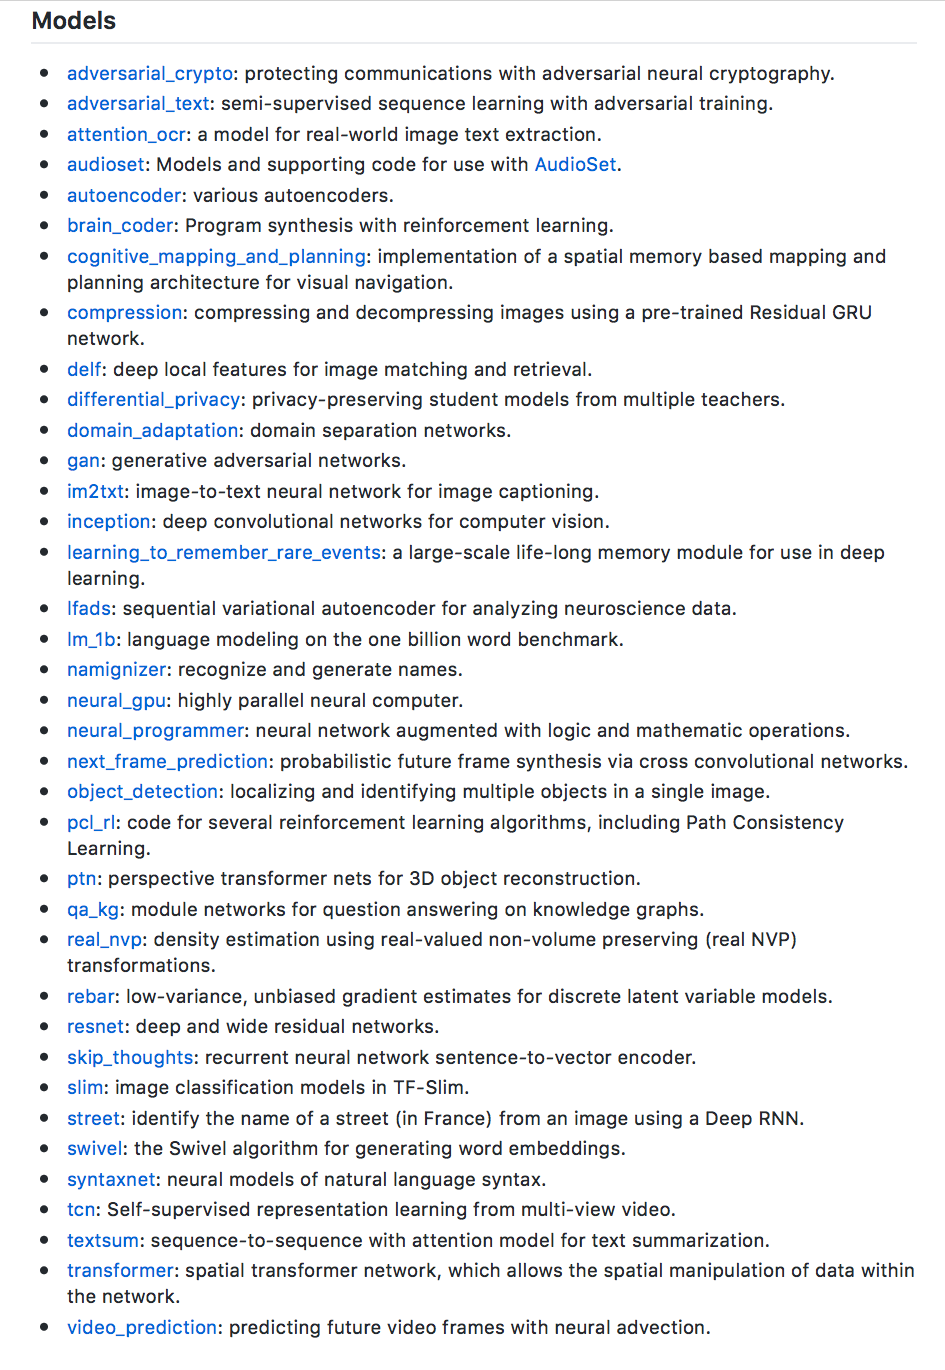 Models
adversarial_crypto: protecting communications with adversarial neural cryptography.
adversarial_text: semi-supervised sequence learning with adversarial training.
attention_ocr: a model for real-world image text extraction.
audioset: Models and supporting code for use with AudioSet.
autoencoder: various autoencoders.
brain_coder: Program synthesis with reinforcement learning.
cognitive_mapping_and_planning: implementation of a spatial memory based mapping and
planning architecture for visual navigation.
compression: compressing and decompressing images using a pre-trained Residual GRU
network.
delf: deep local features for image matching and retrieval.
differential_privacy: privacy-preserving student models from multiple teachers.
domain_adaptation: domain separation networks.
gan: generative adversarial networks.
im2txt: image-to-text neural network for image captioning.
inception: deep convolutional networks for computer vision.
learning_to_remember_rare_events: a large-scale life-long memory module for use in deep
learning.
lfads: sequential variational autoencoder for analyzing neuroscience data.
lm_1b: language modeling on the one billion word benchmark.
namignizer: recognize and generate names.
neural_gpu: highly parallel neural computer.
neural_programmer: neural network augmented with logic and mathematic operations.
next_frame_prediction: probabilistic future frame synthesis via cross convolutional networks.
object_detection: localizing and identifying multiple objects in a single image.
pcl_rl: code for several reinforcement learning algorithms, including Path Consistency
Learning.
ptn: perspective transformer nets for 3D object reconstruction.
qa_kg: module networks for question answering on knowledge graphs.
real_nvp: density estimation using real-valued non-volume preserving (real NVP)
transformations.
rebar: low-variance, unbiased gradient estimates for discrete latent variable models.
resnet: deep and wide residual networks.
skip_thoughts: recurrent neural network sentence-to-vector encoder.
slim: image classification models in TF-Slim.
street: identify the name of a street (in France) from an image using a Deep RNN.
swivel: the Swivel algorithm for generating word embeddings.
syntaxnet: neural models of natural language syntax.
tcn: Self-supervised representation learning from multi-view video.
textsum: sequence-to-sequence with attention model for text summarization.
transformer: spatial transformer network, which allows the spatial manipulation of data within
the network.
video_prediction: predicting future video frames with neural advection.